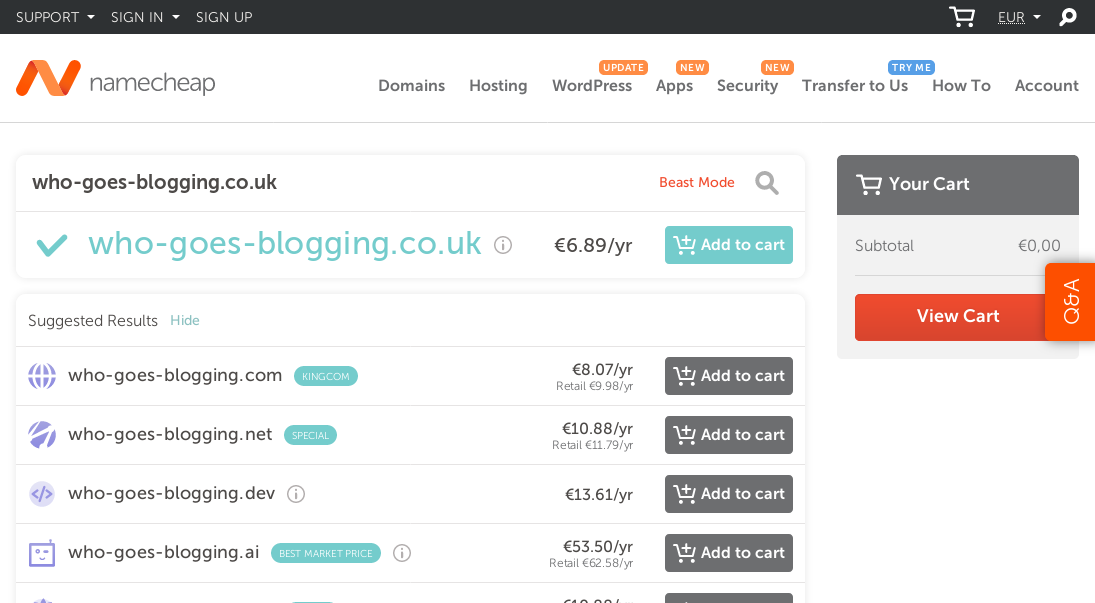 SUPPORT SIGN IN SIGN UP EUR
namecheap
UPDATE NEW NEW TRY ME
Domains Hosting WordPress Apps Security Transfer to Us How To Account
who-goes-blogging.co.uk Beast Mode
who-goes-blogging.co.uk €6.89/yr Add to cart
Your Cart
Subtotal €0,00
View Cart
Q&A
Suggested Results Hide
who-goes-blogging.com KINGCOM €8.07/yr Add to cart
Retail €9.98/yr
who-goes-blogging.net SPECIAL €10.88/yr Add to cart
Retail €11.79/yr
who-goes-blogging.dev €13.61/yr Add to cart
who-goes-blogging.ai BEST MARKET PRICE €53.50/yr Add to cart
Retail €62.58/yr